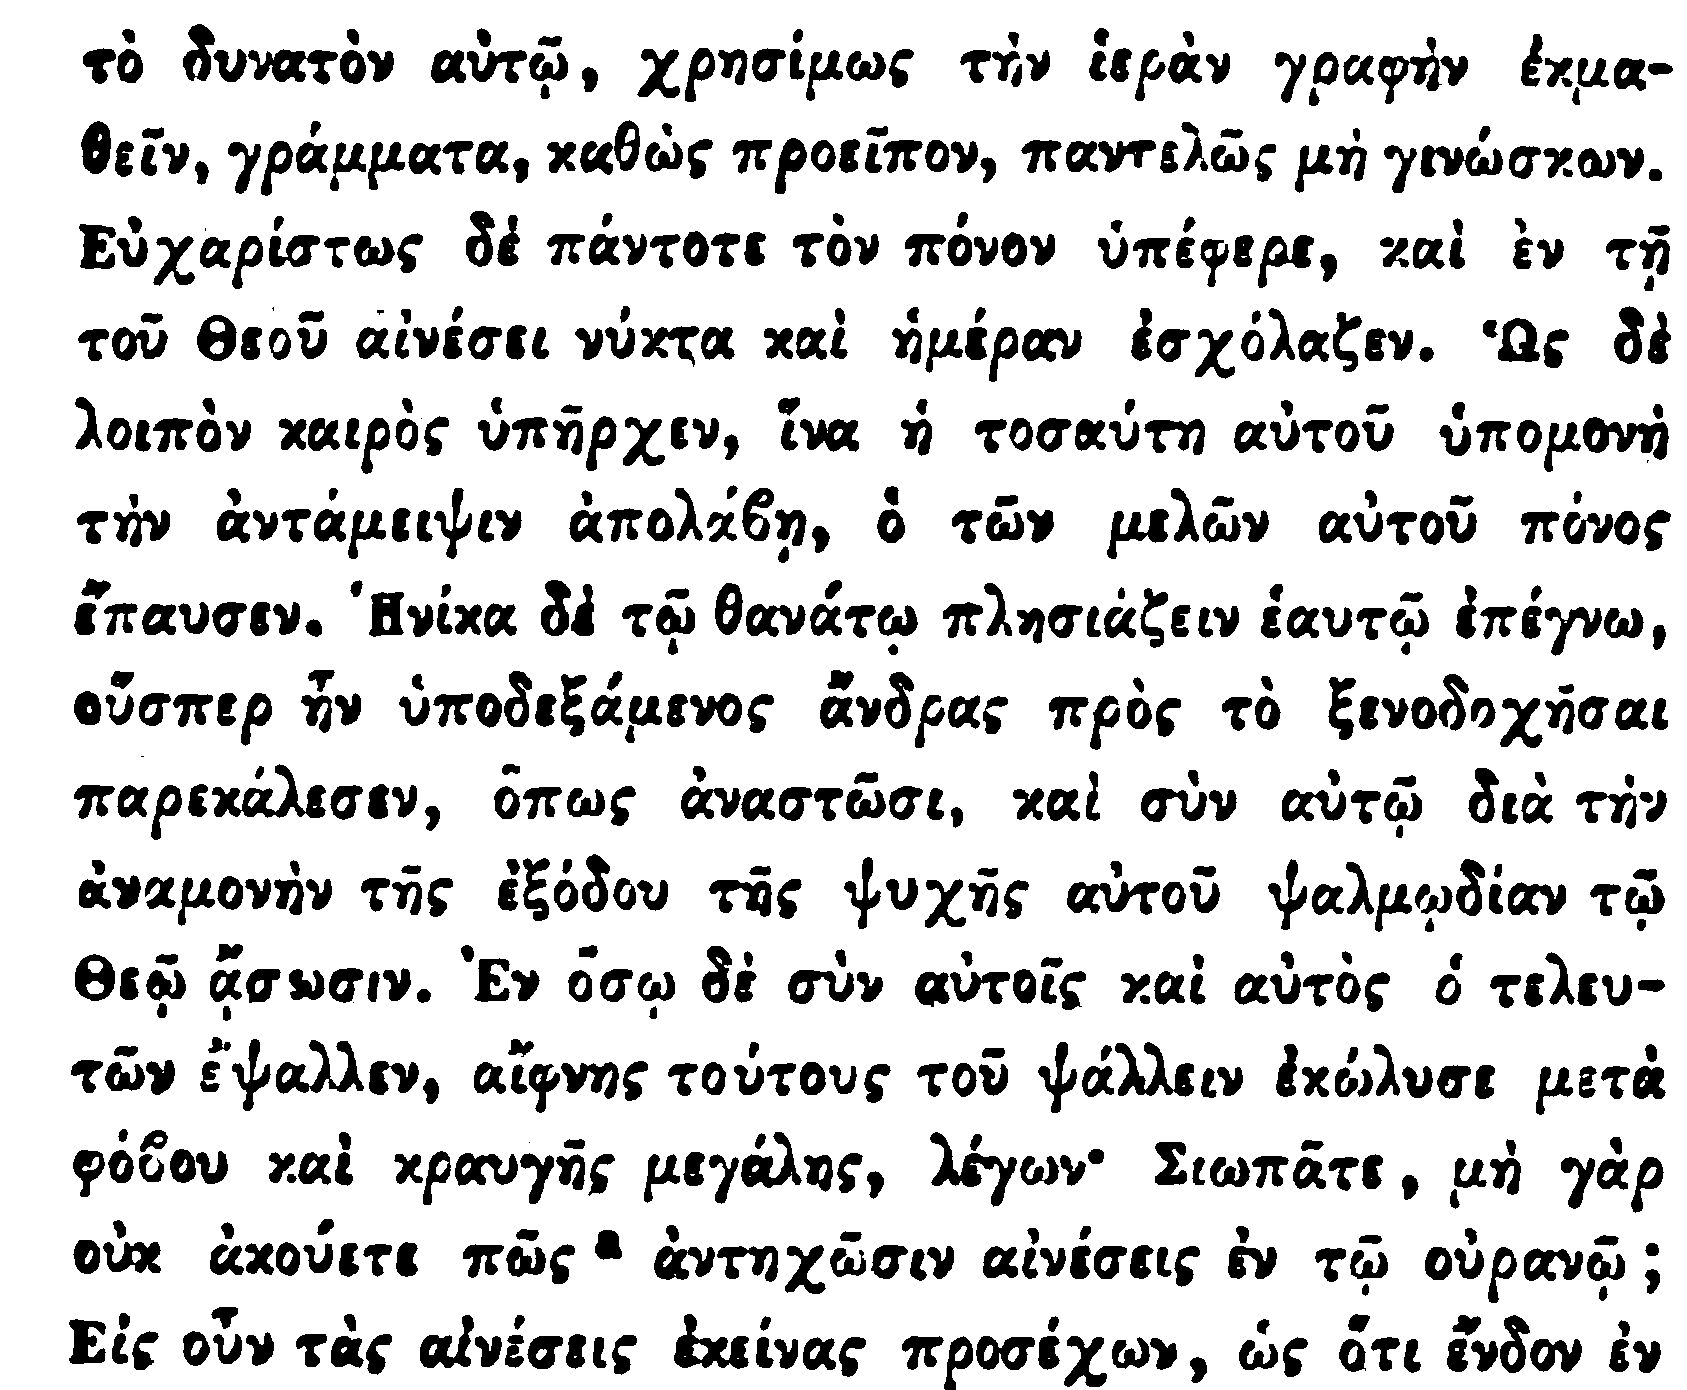 τὸ δυνατὸν αὐτῷ, χρησίμως τὴν ἱερὰν γραφὴν ἐκμα-
θεῖν, γράμματα, καθὼς προεῖπον, παντελῶς μὴ γινώσκων.
Εὐχαρίστως δὲ πάντοτε τὸν πόνον ὑπέφερε, καὶ ἐν τῇ
τοῦ Θεοῦ αἰνέσει νύκτα καὶ ἡμέραν ἐσχόλαζεν. Ὡς δὲ
λοιπὸν καιρὸς ὑπῆρχεν, ἵνα ἡ τοσαύτη αὐτοῦ ὑπομονὴ
τὴν ἀντάμειψιν ἀπολάϐῃ, ὁ τῶν μελῶν αὐτοῦ πόνος
ἔπαυσεν. Ἡνίκα δὲ τῷ θανάτῳ πλησιάζειν ἑαυτῷ ἐπέγνω,
οὕσπερ ἦν ὑποδεξάμενος ἄνδρας πρὸς τὸ ξενοδοχῆσαι
παρεκάλεσεν, ὅπως ἀναστῶσι, καὶ σὺν αὐτῷ διὰ τὴν
ἀναμονὴν τῆς ἐξόδου τῆς ψυχῆς αὐτοῦ ψαλμῳδίαν τῷ
Θεῷ ᾄσωσιν. Ἐν ὅσῳ δὲ σὺν αὐτοῖς καὶ αὐτὸς ὁ τελευ-
τῶν ἔψαλλεν, αἴφνης τούτους τοῦ ψάλλειν ἐκώλυσε μετὰ
φόϐου καὶ κραυγῆς μεγάλης, λέγων· Σιωπᾶτε, μὴ γὰρ
οὐκ ἀκούετε πῶς a ἀντηχῶσιν αἰνέσεις ἐν τῷ οὐρανῷ;
Εἰς οὖν τὰς αἰνέσεις ἐκείνας προσέχων, ὡς ὅτι ἔνδον ἐν